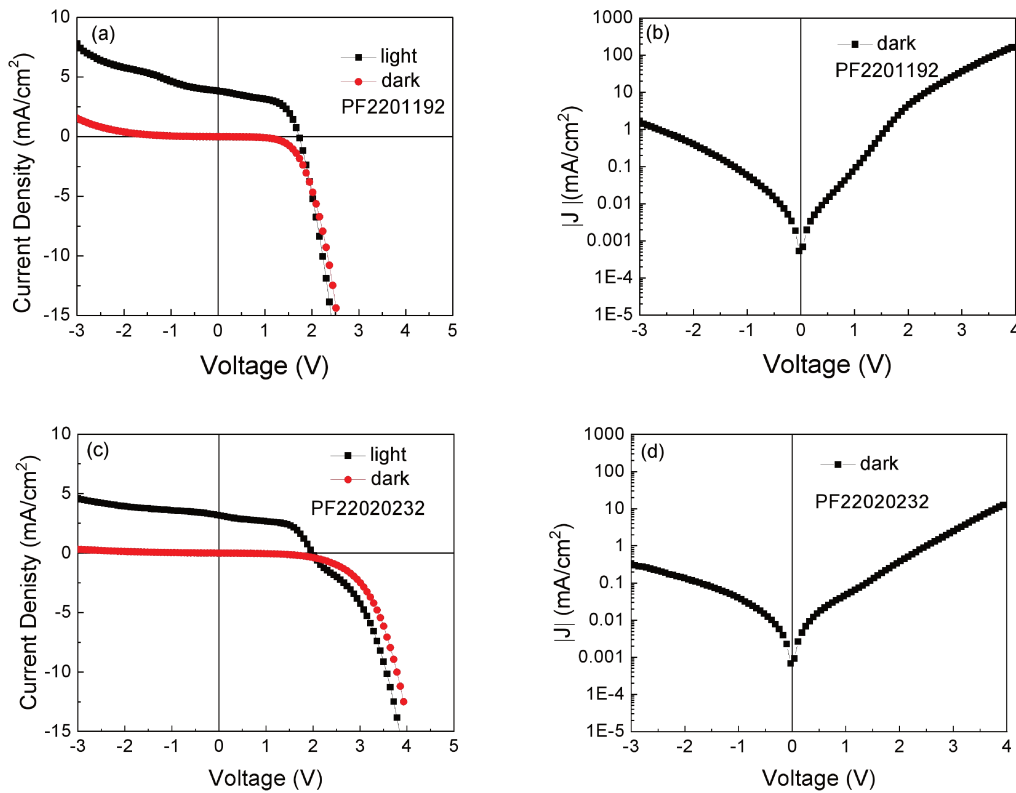 (a)
light
dark
PF2201192
10
5
0
-5
-10
-15
-3
-2
-1
0
1
2
3
4
5
Current Density (mA/cm²)
Voltage (V)
(b)
dark
PF2201192
1000
100
10
1
0.1
0.01
0.001
1E-4
1E-5
-3
-2
-1
0
1
2
3
4
|J |(mA/cm²)
Voltage (V)
(c)
light
dark
PF22020232
10
5
0
-5
-10
-15
-3
-2
-1
0
1
2
3
4
5
Current Denisty (mA/cm²)
Voltage (V)
(d)
dark
PF22020232
1000
100
10
1
0.1
0.01
0.001
1E-4
1E-5
-3
-2
-1
0
1
2
3
4
|J| (mA/cm²)
Voltage (V)